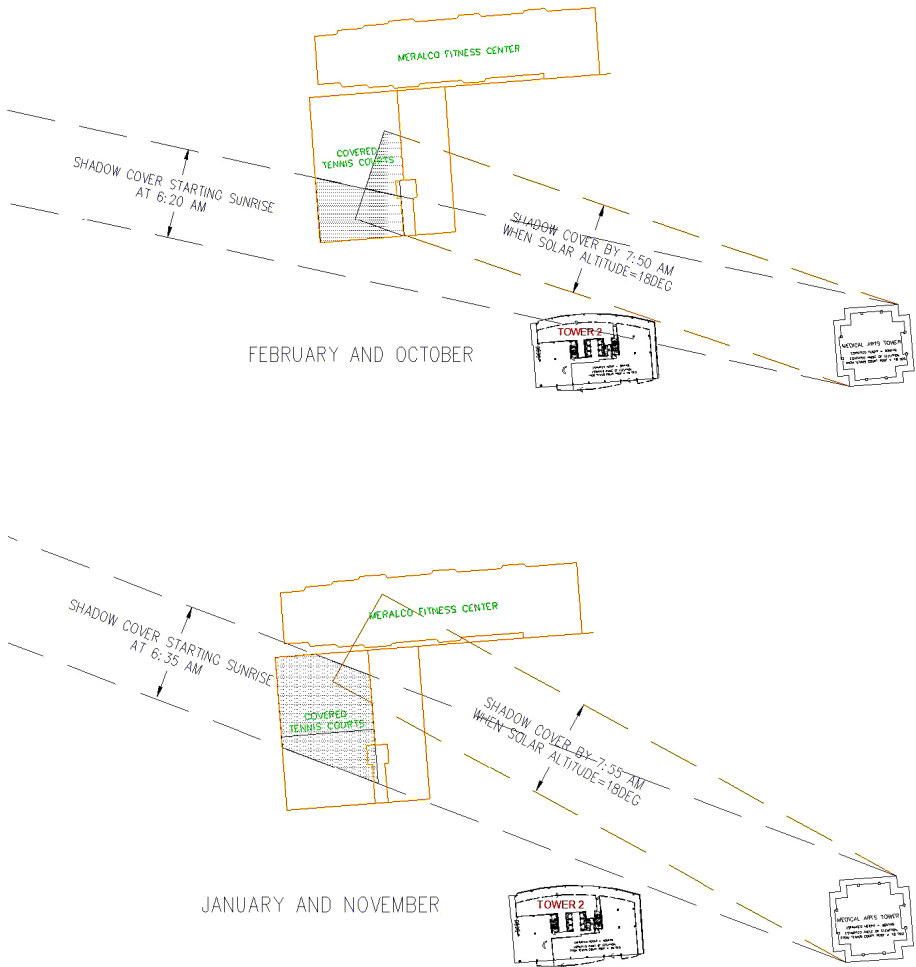 MERALCO FITNESS CENTER
COVERED
TENNIS COURTS
SHADOW COVER STARTING SUNRISE
AT 6:20 AM
SHADOW COVER BY 7:50 AM
WHEN SOLAR ALTITUDE=18DEG
TOWER 2
MEDICAL ARTS TOWER
FEBRUARY AND OCTOBER
MERALCO FITNESS CENTER
SHADOW COVER STARTING SUNRISE
AT 6:35 AM
COVERED
TENNIS COURTS
SHADOW COVER BY 7:55 AM
WHEN SOLAR ALTITUDE=18DEG
JANUARY AND NOVEMBER
TOWER 2
MEDICAL ARTS TOWER